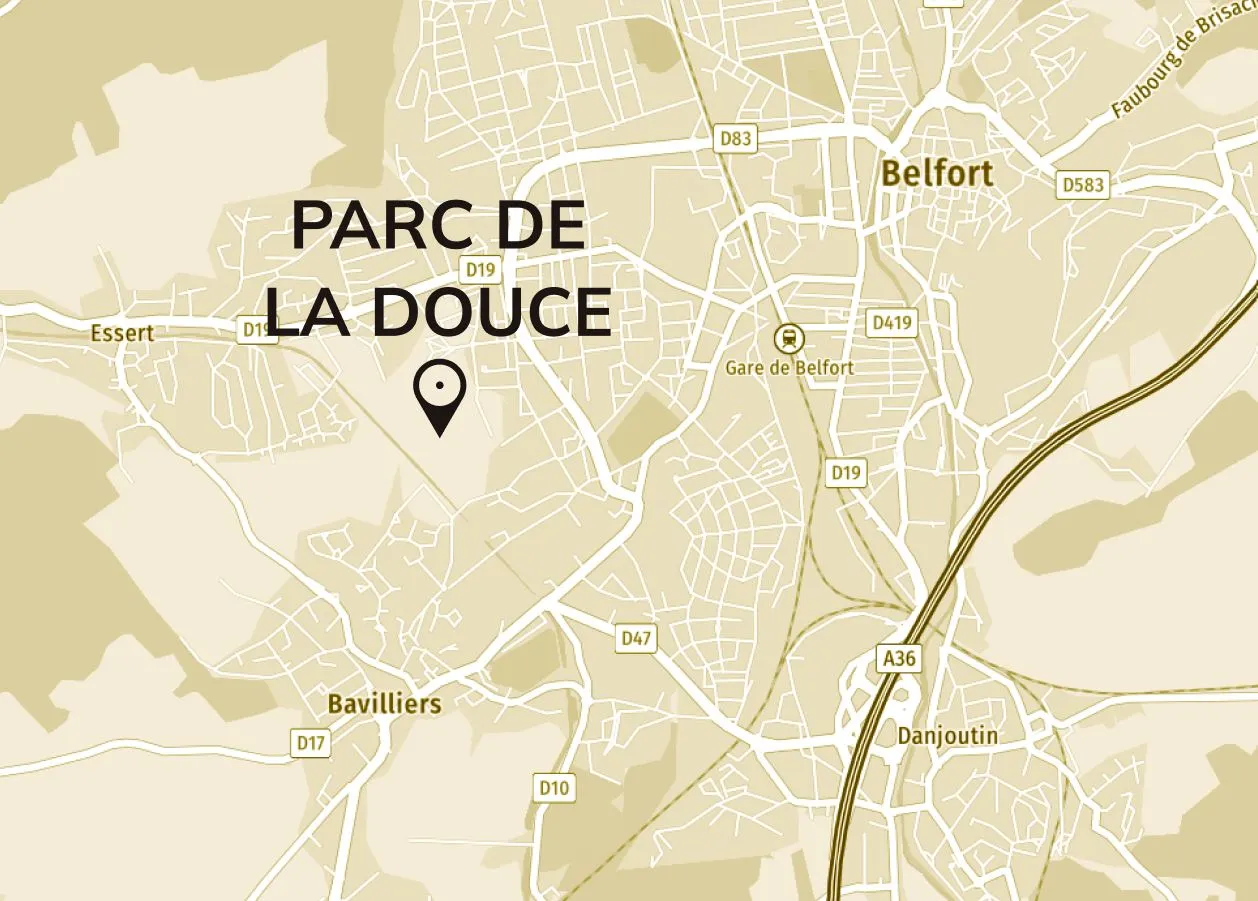 Faubourg de Brisac
D83
Belfort
D583
PARC DE
D19
LA DOUCE
Essert
D19
D419
Gare de Belfort
D19
D47
A36
Bavilliers
D17
Danjoutin
D10